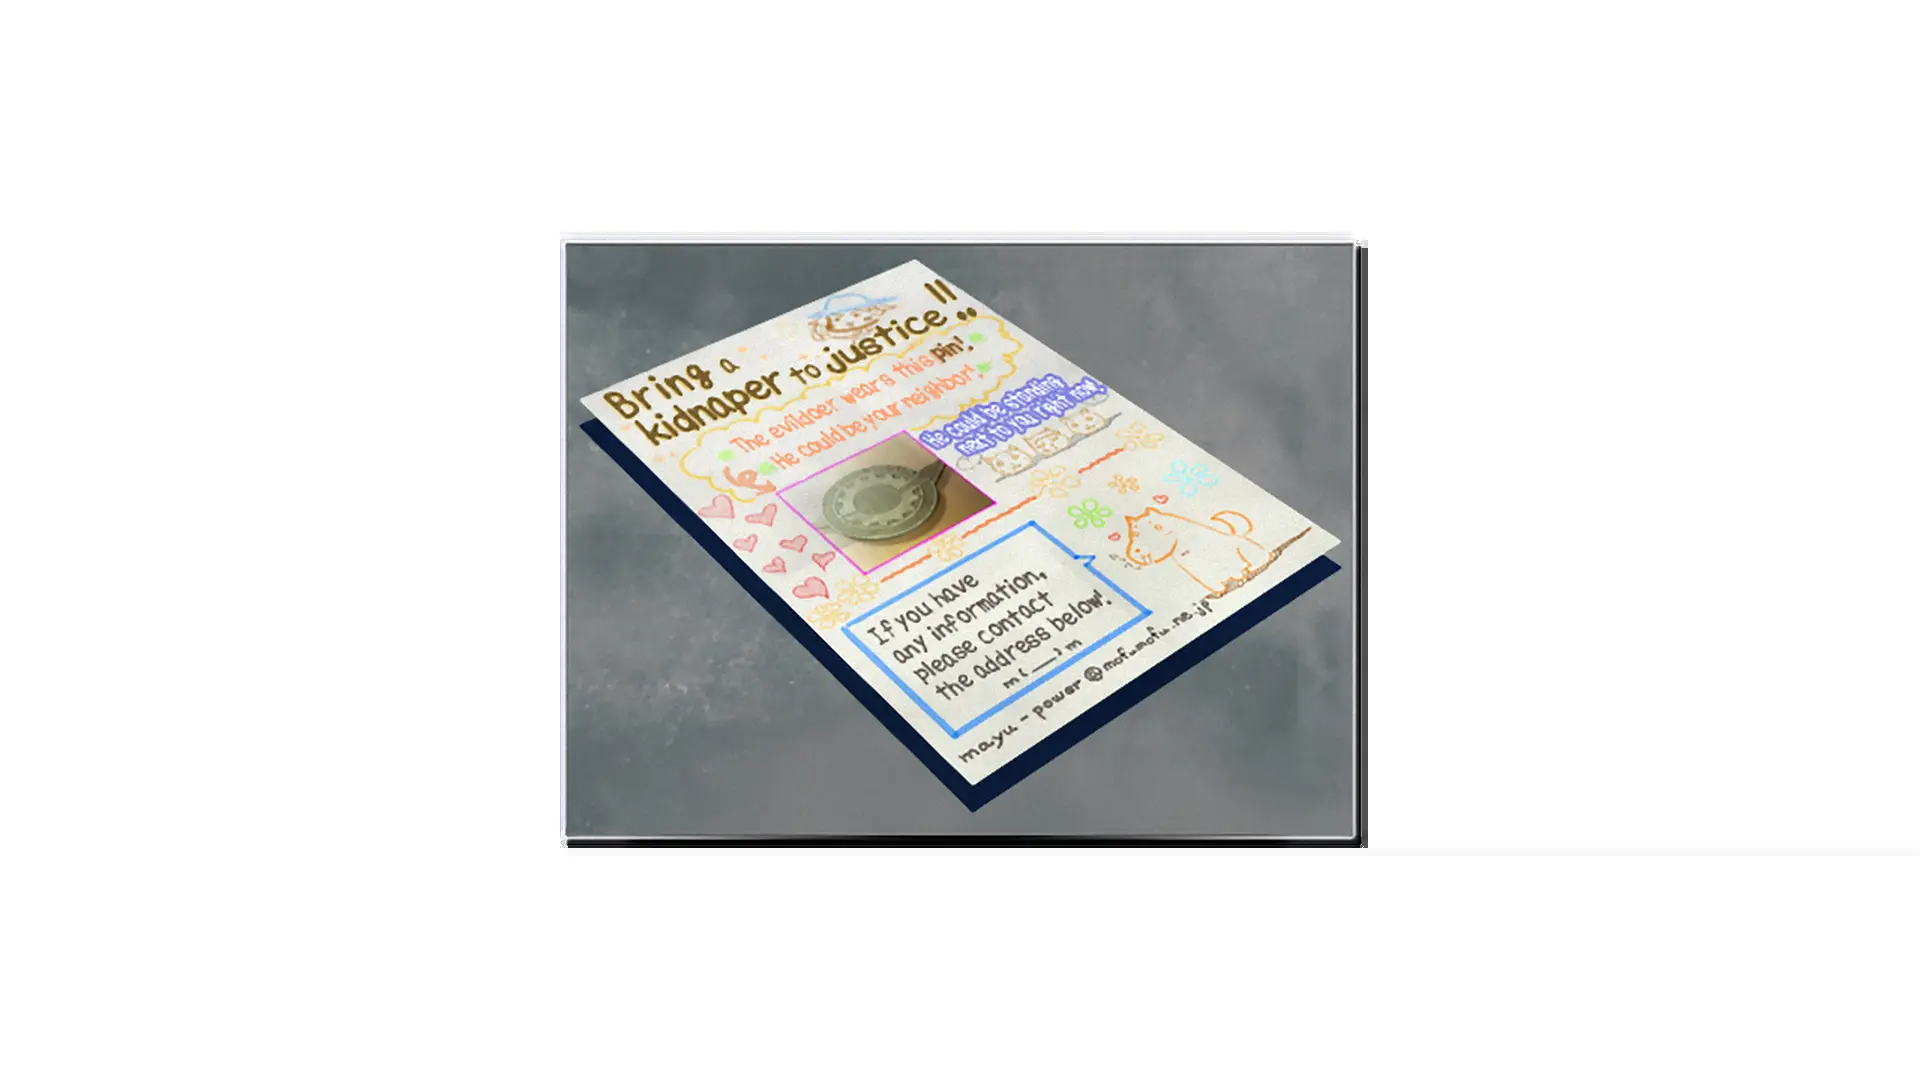 Bring a
kidnaper to justice!!
The evildoer wears this pin!
He could be your neighbor!
He could be standing
next to you right now!
If you have
any information,
please contact
the address below!
m(__)m
mayu-power@mofumofu.ne.jp